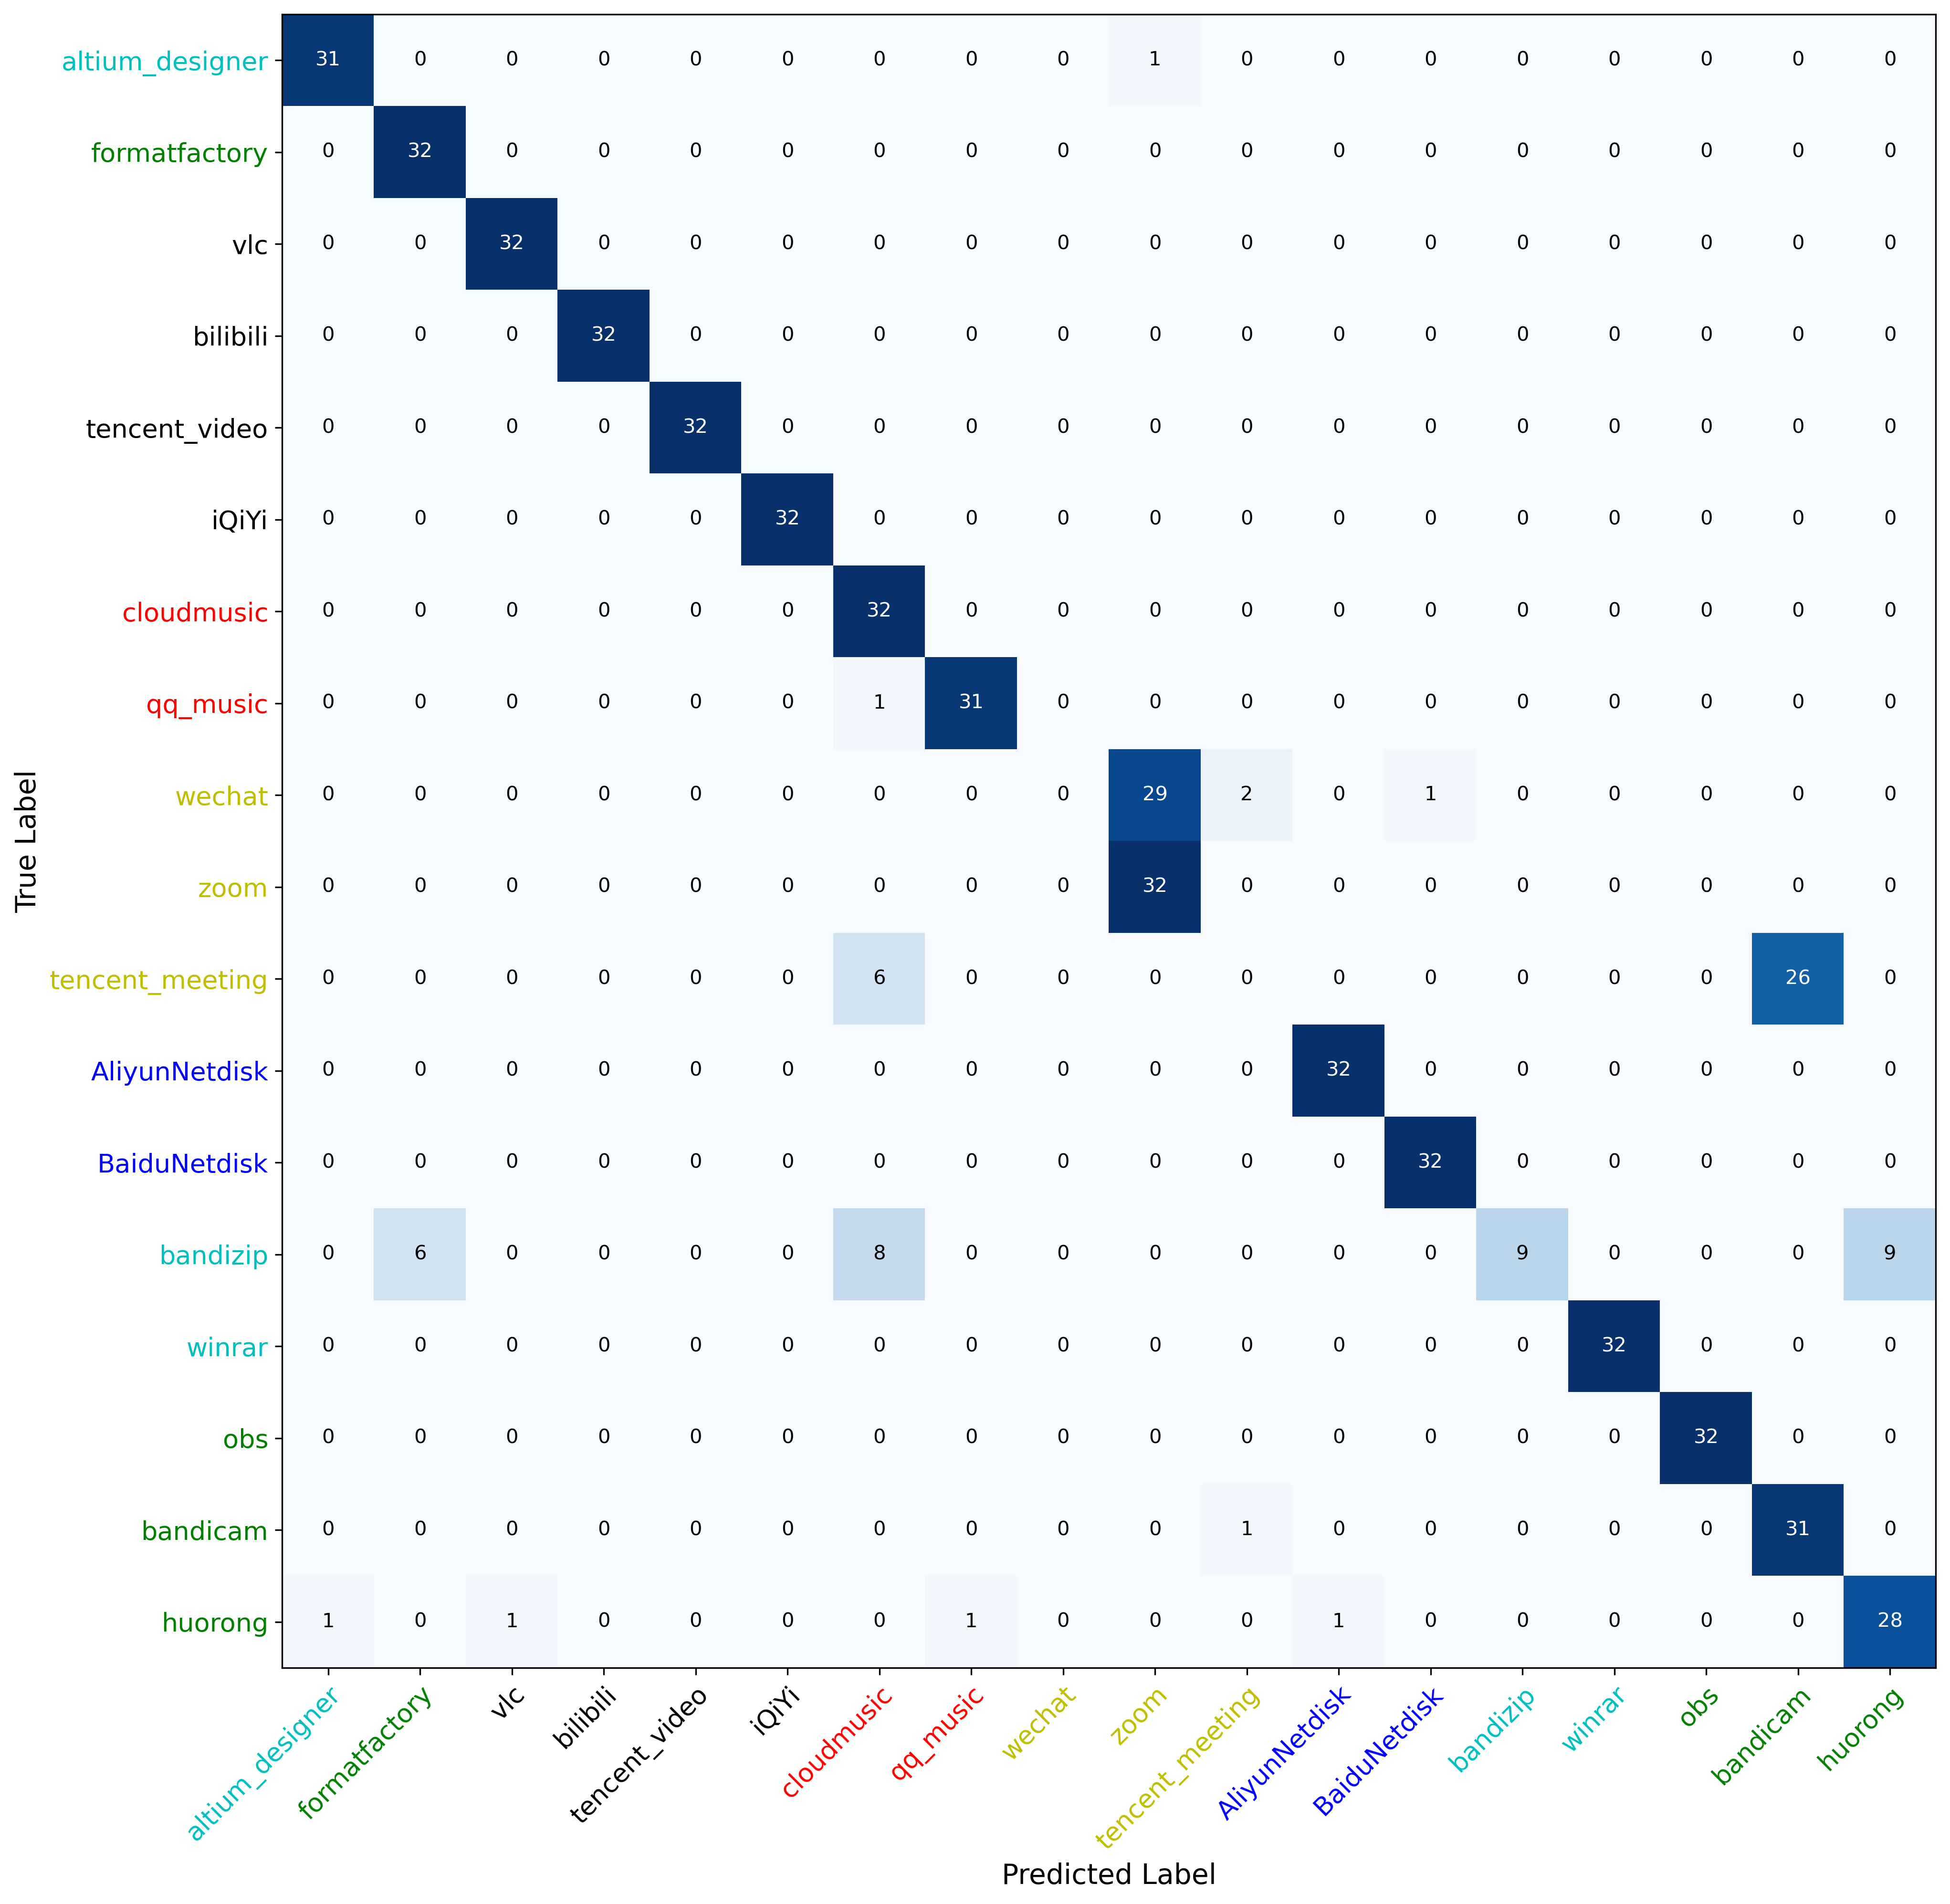 altium_designer 31 0 0 0 0 0 0 0 0 1 0 0 0 0 0 0 0 0
formatfactory 0 32 0 0 0 0 0 0 0 0 0 0 0 0 0 0 0 0
vlc 0 0 32 0 0 0 0 0 0 0 0 0 0 0 0 0 0 0
bilibili 0 0 0 32 0 0 0 0 0 0 0 0 0 0 0 0 0 0
tencent_video 0 0 0 0 32 0 0 0 0 0 0 0 0 0 0 0 0 0
iQiYi 0 0 0 0 0 32 0 0 0 0 0 0 0 0 0 0 0 0
cloudmusic 0 0 0 0 0 0 32 0 0 0 0 0 0 0 0 0 0 0
qq_music 0 0 0 0 0 0 1 31 0 0 0 0 0 0 0 0 0 0
wechat 0 0 0 0 0 0 0 0 0 29 2 0 1 0 0 0 0 0
zoom 0 0 0 0 0 0 0 0 0 32 0 0 0 0 0 0 0 0
tencent_meeting 0 0 0 0 0 0 6 0 0 0 0 0 0 0 0 0 26 0
AliyunNetdisk 0 0 0 0 0 0 0 0 0 0 0 32 0 0 0 0 0 0
BaiduNetdisk 0 0 0 0 0 0 0 0 0 0 0 0 32 0 0 0 0 0
bandizip 0 6 0 0 0 0 8 0 0 0 0 0 0 9 0 0 0 9
winrar 0 0 0 0 0 0 0 0 0 0 0 0 0 0 32 0 0 0
obs 0 0 0 0 0 0 0 0 0 0 0 0 0 0 0 32 0 0
bandicam 0 0 0 0 0 0 0 0 0 0 1 0 0 0 0 0 31 0
huorong 1 0 1 0 0 0 0 1 0 0 0 1 0 0 0 0 0 28
True Label
altium_designer
formatfactory
vlc
bilibili
tencent_video
iQiYi
cloudmusic
qq_music
wechat
zoom
tencent_meeting
AliyunNetdisk
BaiduNetdisk
bandizip
winrar
obs
bandicam
huorong
Predicted Label